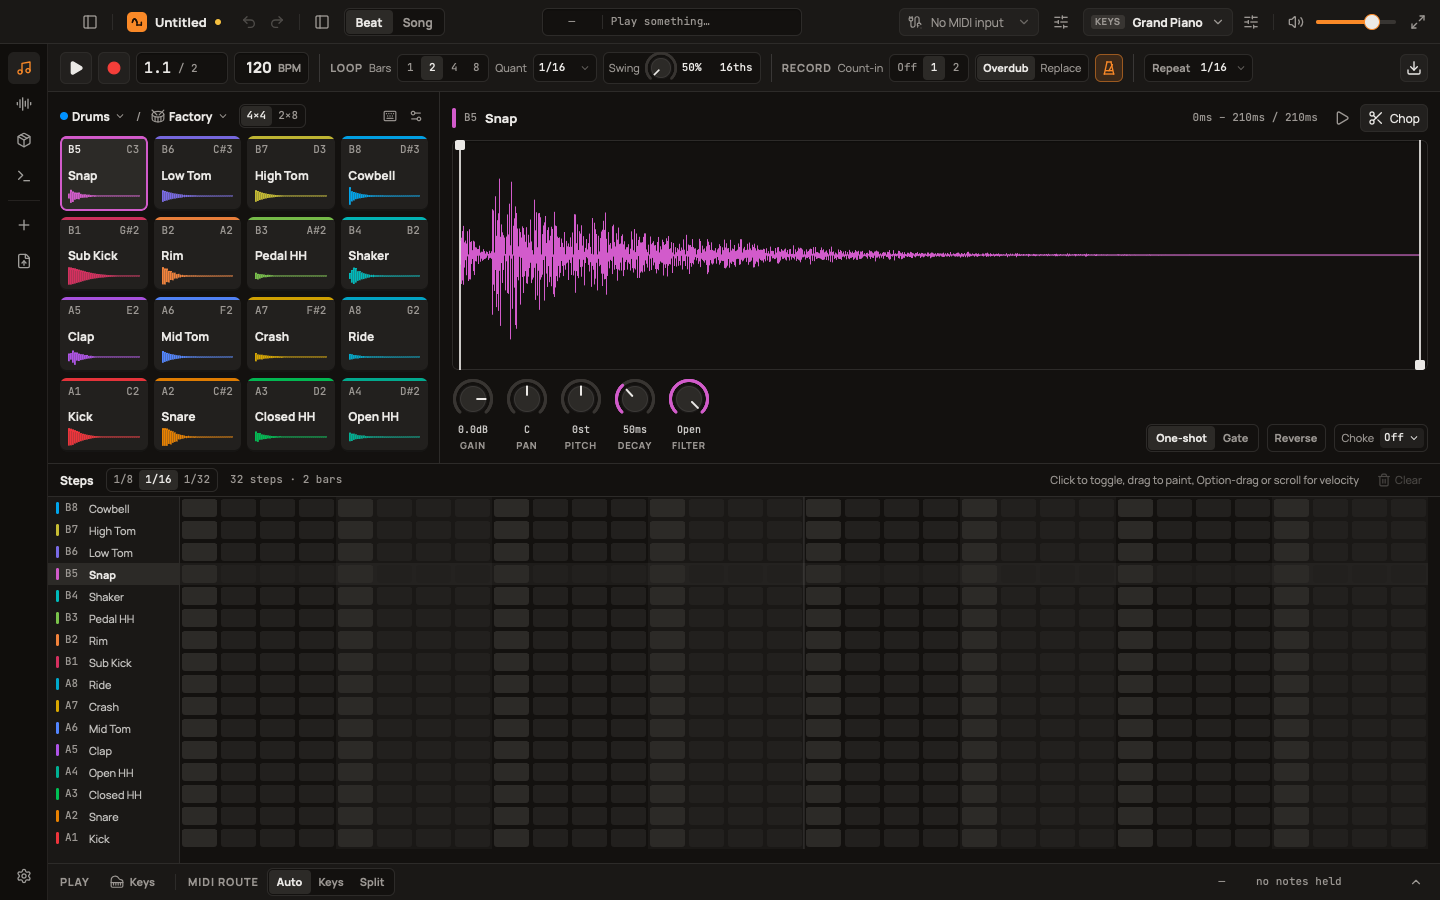 Untitled
Beat Song
– Play something…
No MIDI input
KEYS Grand Piano
1.1 / 2
120 BPM
LOOP Bars 1 2 4 8
Quant 1/16
Swing 50% 16ths
RECORD Count-in Off 1 2
Overdub Replace
Repeat 1/16
Drums / Factory 4×4 2×8
B5 C3 B6 C#3 B7 D3 B8 D#3
Snap Low Tom High Tom Cowbell
B1 G#2 B2 A2 B3 A#2 B4 B2
Sub Kick Rim Pedal HH Shaker
A5 E2 A6 F2 A7 F#2 A8 G2
Clap Mid Tom Crash Ride
A1 C2 A2 C#2 A3 D2 A4 D#2
Kick Snare Closed HH Open HH
B5 Snap
0ms – 210ms / 210ms
Chop
0.0dB C 0st 50ms Open
GAIN PAN PITCH DECAY FILTER
One-shot Gate Reverse Choke Off
Steps 1/8 1/16 1/32 32 steps · 2 bars
Click to toggle, drag to paint, Option-drag or scroll for velocity Clear
B8 Cowbell
B7 High Tom
B6 Low Tom
B5 Snap
B4 Shaker
B3 Pedal HH
B2 Rim
B1 Sub Kick
A8 Ride
A7 Crash
A6 Mid Tom
A5 Clap
A4 Open HH
A3 Closed HH
A2 Snare
A1 Kick
PLAY Keys MIDI ROUTE Auto Keys Split
– no notes held